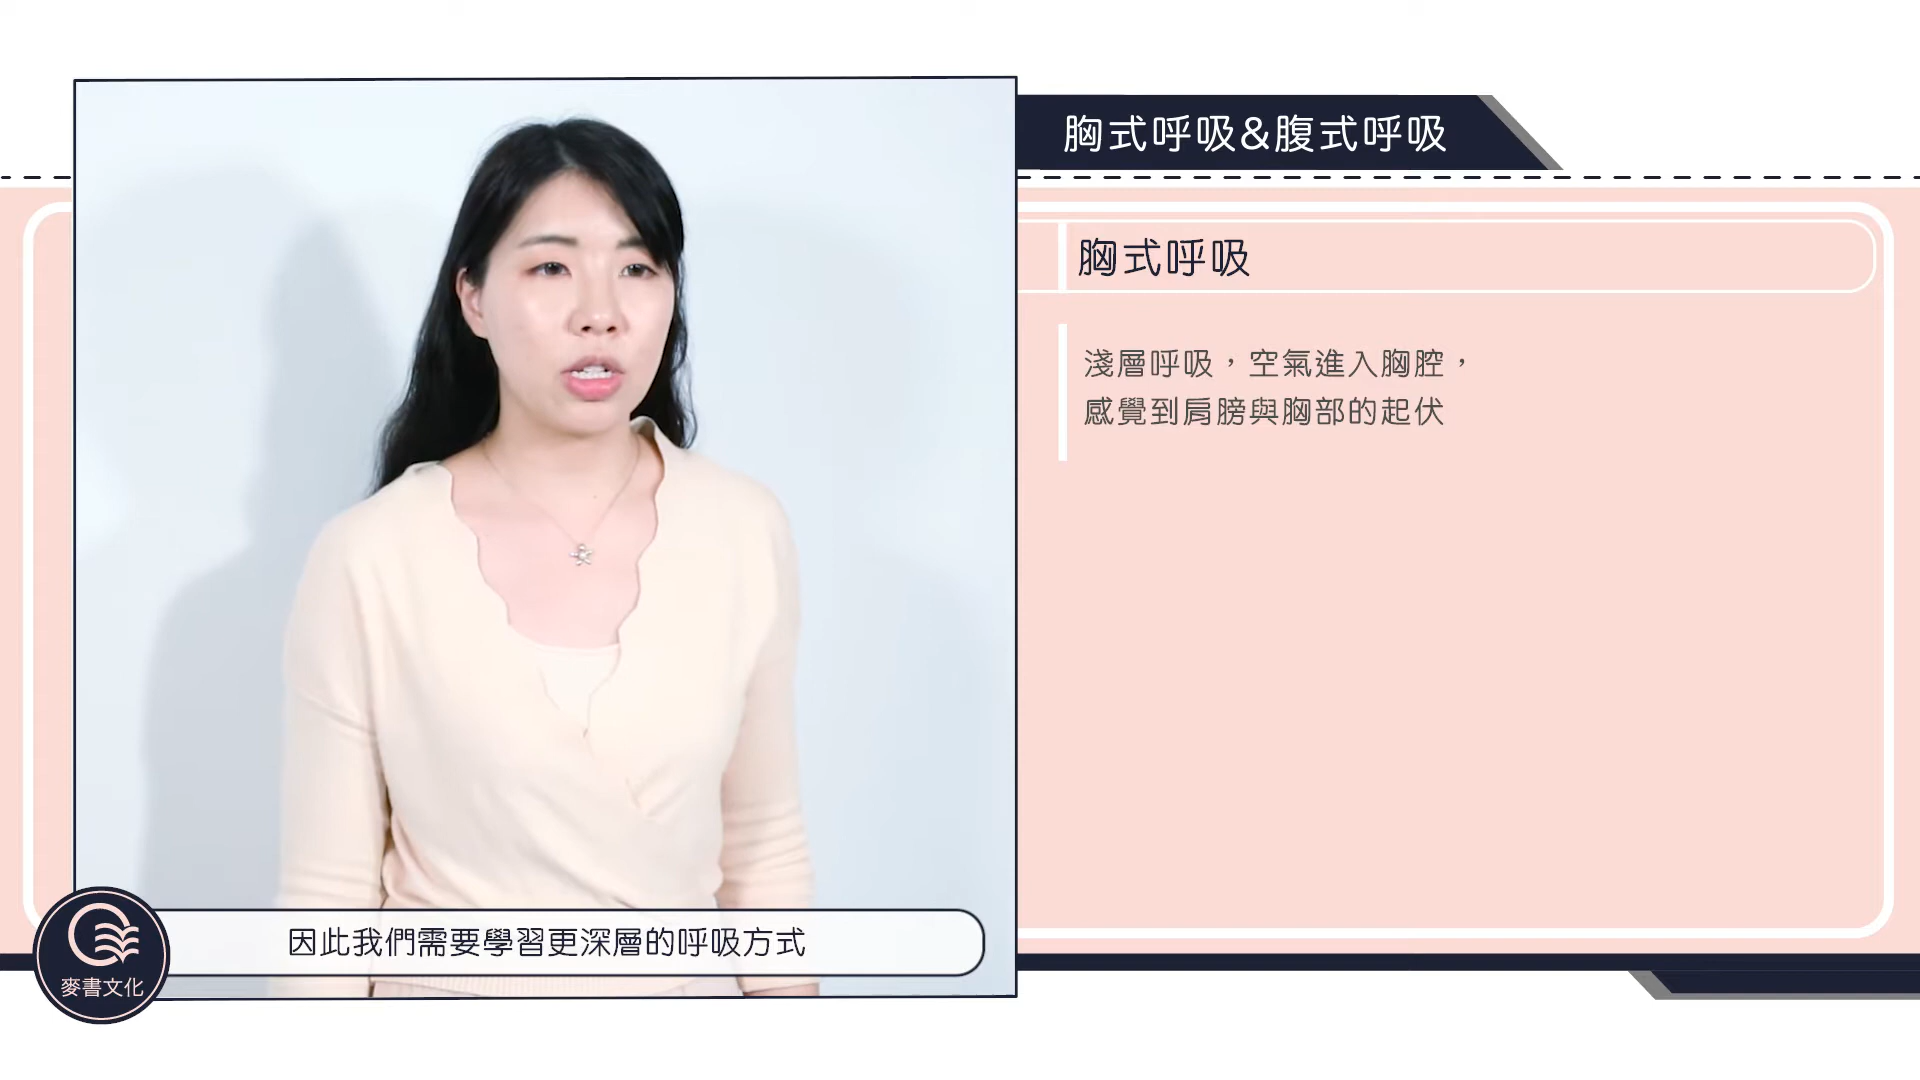 胸式呼吸&腹式呼吸
胸式呼吸
淺層呼吸，空氣進入胸腔，
感覺到肩膀與胸部的起伏
因此我們需要學習更深層的呼吸方式
麥書文化